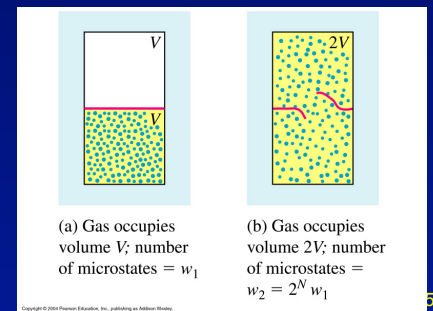 V
V
2V
(a) Gas occupies
volume V; number
of microstates = w₁
(b) Gas occupies
volume 2V; number
of microstates =
w₂ = 2ᴺ w₁
Copyright © 2004 Pearson Education, Inc., publishing as Addison Wesley.